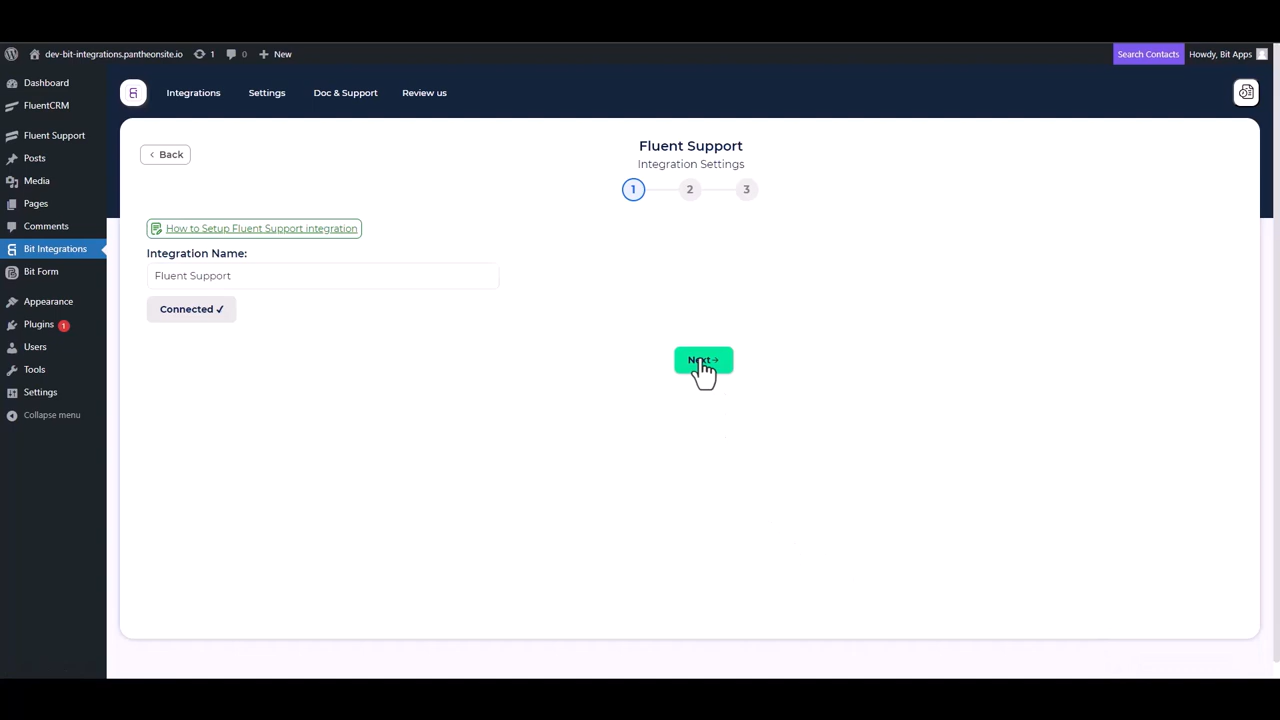 dev-bit-integrations.pantheonsite.io 1 0 New Search Contacts Howdy, Bit Apps
Dashboard
FluentCRM
Fluent Support
Posts
Media
Pages
Comments
Bit Integrations
Bit Form
Appearance
Plugins 1
Users
Tools
Settings
Collapse menu
Integrations Settings Doc & Support Review us
Back
Fluent Support
Integration Settings
1 2 3
How to Setup Fluent Support integration
Integration Name:
Fluent Support
Connected ✓
Next